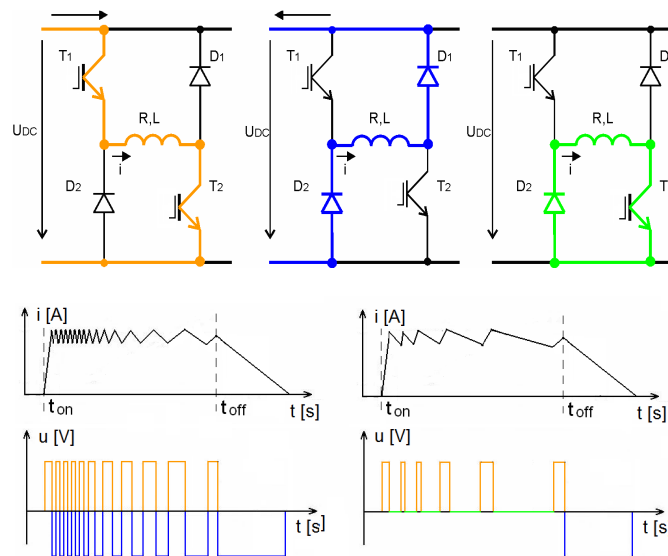 T1
D1
R,L
UDC
i
D2
T2
T1
D1
R,L
UDC
i
D2
T2
T1
D
R,L
UDC
i
D2
T
i [A]
ton
toff
t [s]
i [A]
ton
toff
t [s]
u [V]
t [s]
u [V]
t [s]